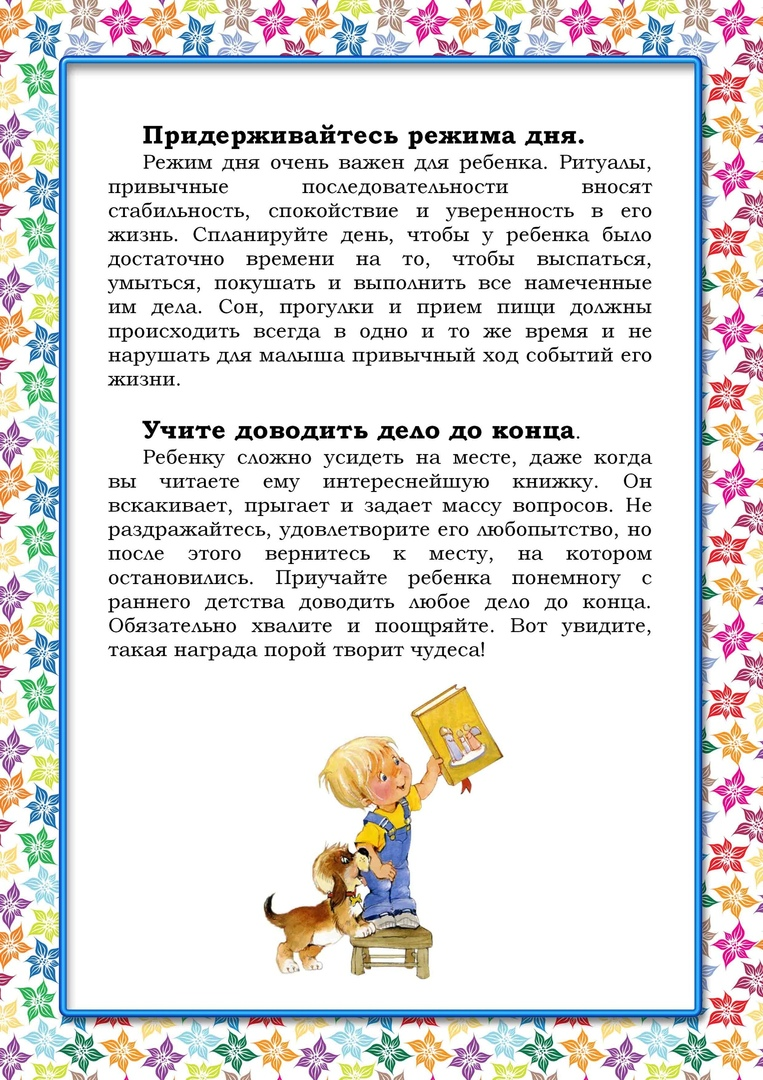 Придерживайтесь режима дня.
Режим дня очень важен для ребенка. Ритуалы,
привычные последовательности вносят
стабильность, спокойствие и уверенность в его
жизнь. Спланируйте день, чтобы у ребенка было
достаточно времени на то, чтобы выспаться,
умыться, покушать и выполнить все намеченные
им дела. Сон, прогулки и прием пищи должны
происходить всегда в одно и то же время и не
нарушать для малыша привычный ход событий его
жизни.
Учите доводить дело до конца.
Ребенку сложно усидеть на месте, даже когда
вы читаете ему интереснейшую книжку. Он
вскакивает, прыгает и задает массу вопросов. Не
раздражайтесь, удовлетворите его любопытство, но
после этого вернитесь к месту, на котором
остановились. Приучайте ребенка понемногу с
раннего детства доводить любое дело до конца.
Обязательно хвалите и поощряйте. Вот увидите,
такая награда порой творит чудеса!